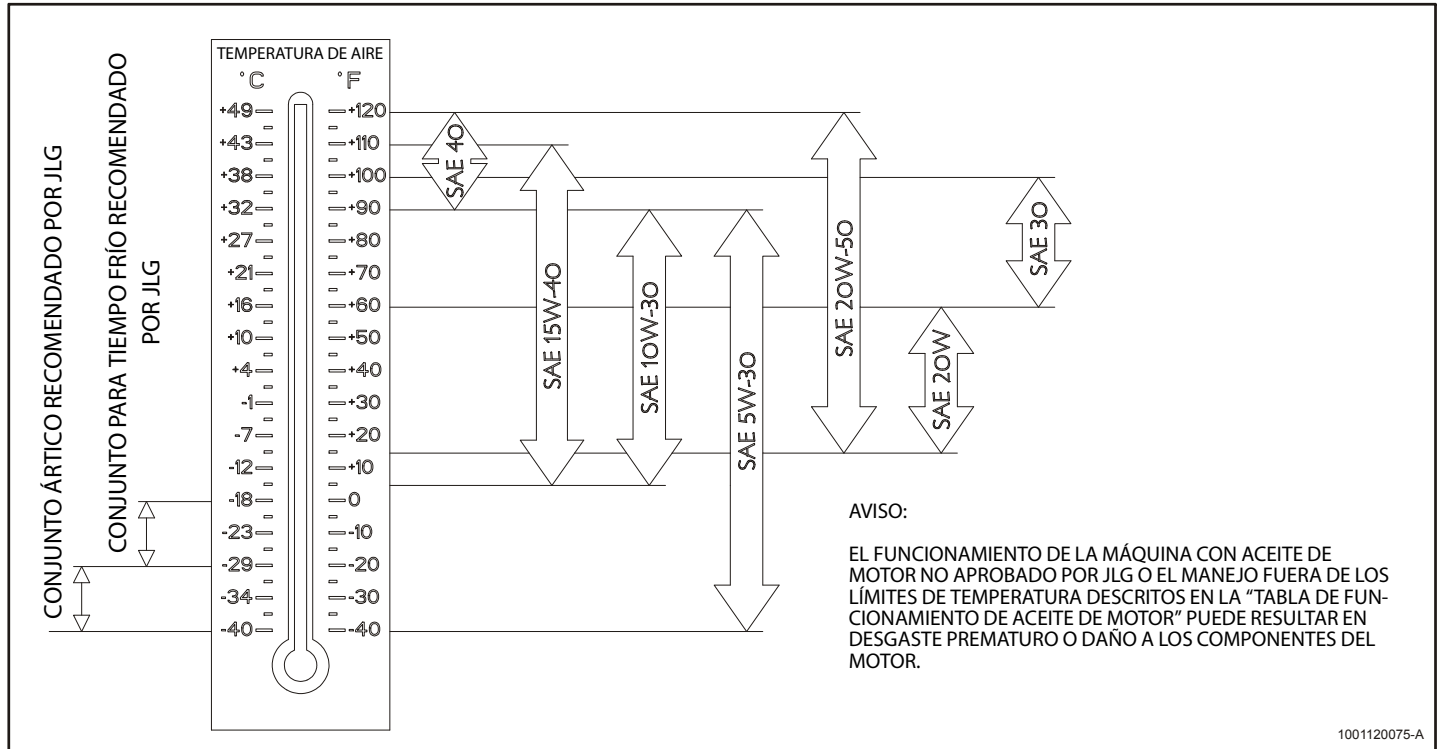 CONJUNTO ÁRTICO RECOMENDADO POR JLG
CONJUNTO PARA TIEMPO FRÍO RECOMENDADO
POR JLG
TEMPERATURA DE AIRE
°C °F
+49 +120
+43 +110
+38 +100
+32 +90
+27 +80
+21 +70
+16 +60
+10 +50
+4 +40
-1 +30
-7 +20
-12 +10
-18 0
-23 -10
-29 -20
-34 -30
-40 -40
SAE 40
SAE 15W-40
SAE 10W-30
SAE 5W-30
SAE 20W-50
SAE 20W
SAE 30
AVISO:
EL FUNCIONAMIENTO DE LA MÁQUINA CON ACEITE DE
MOTOR NO APROBADO POR JLG O EL MANEJO FUERA DE LOS
LÍMITES DE TEMPERATURA DESCRITOS EN LA “TABLA DE FUN-
CIONAMIENTO DE ACEITE DE MOTOR” PUEDE RESULTAR EN
DESGASTE PREMATURO O DAÑO A LOS COMPONENTES DEL
MOTOR.
1001120075-A